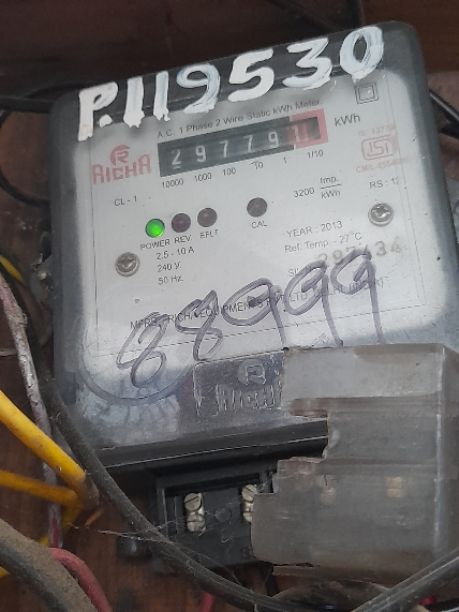 P.119530
A.C. 1 Phase 2 Wire Static kWh Meter
RICHA
29779
kWh
10000 1000 100 10 1 1/10
CL - 1
3200 Imp./kWh
ISI
POWER REV. EFLT CAL
2.5 - 10 A
240 V
50 Hz.
YEAR : 2013
Ref. Temp. - 27°C
88999
RICHA